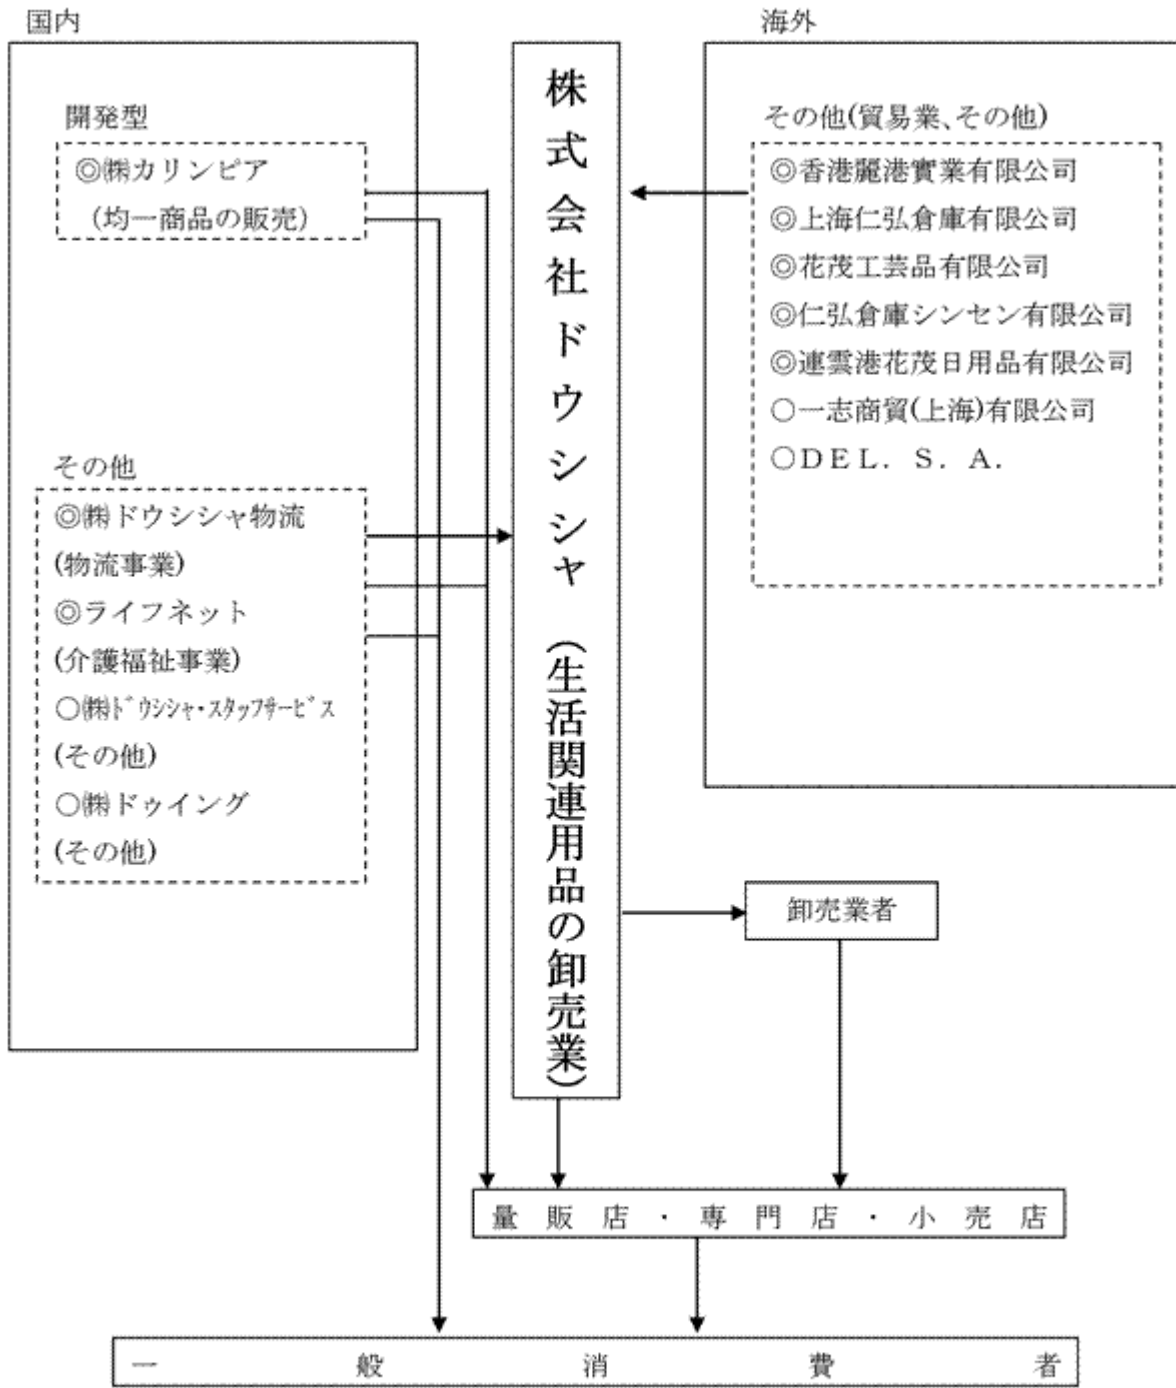 国内
開発型
◎㈱カリンピア
(均一商品の販売)
その他
◎㈱ドウシシャ物流
(物流事業)
◎ライフネット
(介護福祉事業)
○㈱ﾄﾞｳｼｼｬ・ｽﾀｯﾌｻｰﾋﾞｽ
(その他)
○㈱ドゥイング
(その他)
株式会社ドウシシャ (生活関連用品の卸売業)
海外
その他(貿易業、その他)
◎香港麗港實業有限公司
◎上海仁弘倉庫有限公司
◎花茂工芸品有限公司
◎仁弘倉庫シンセン有限公司
◎連雲港花茂日用品有限公司
○一志商貿(上海)有限公司
○ＤＥＬ．Ｓ．Ａ．
卸売業者
量販店・専門店・小売店
一般消費者